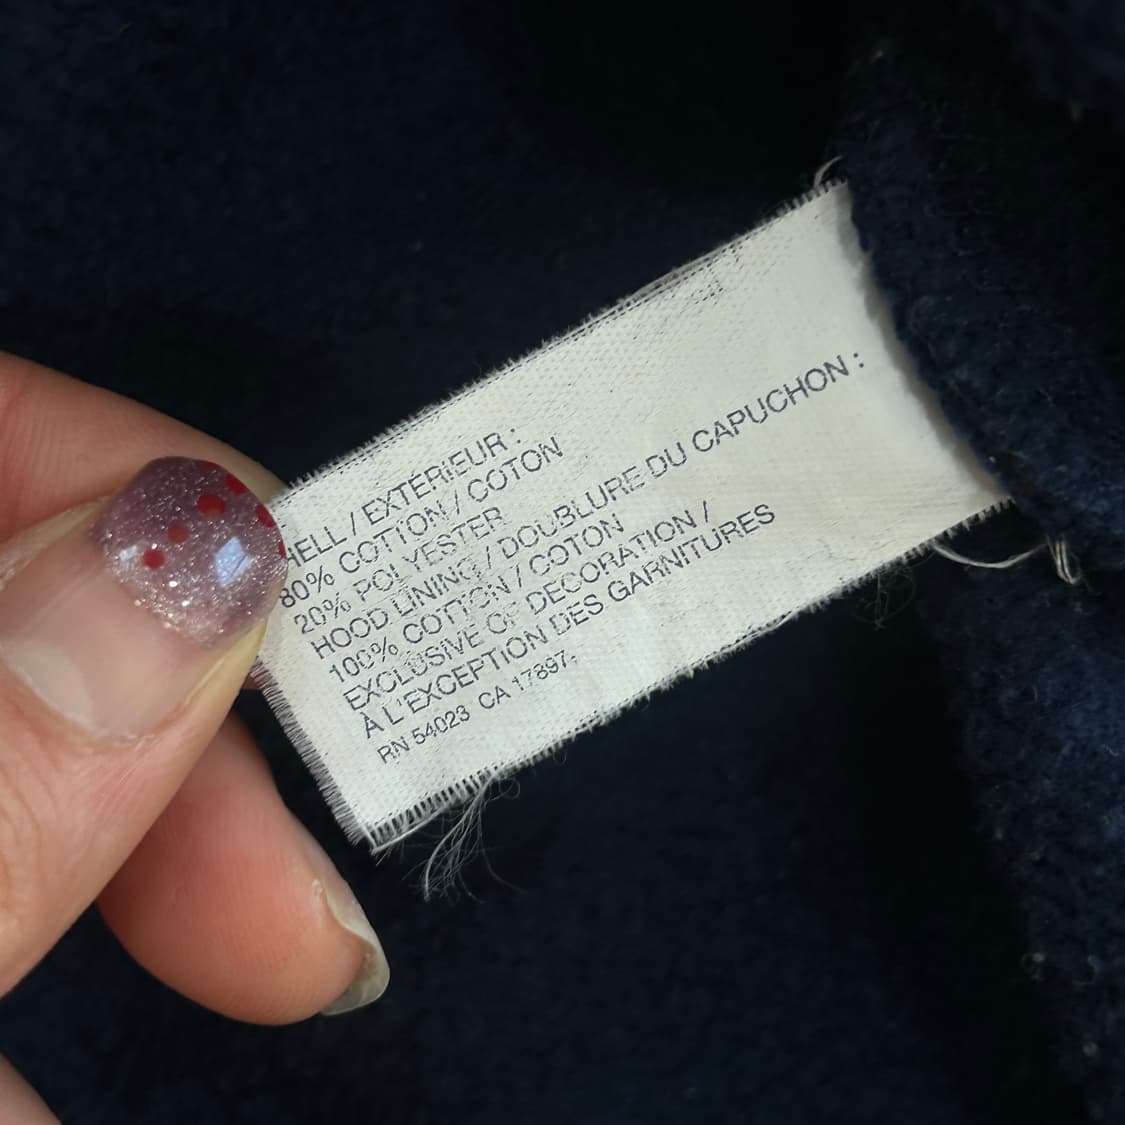 HELL / EXTÉRIEUR :
80% COTTON / COTON
20% POLYESTER
HOOD LINING / DOUBLURE DU CAPUCHON :
100% COTTON / COTON
EXCLUSIVE OF DECORATION /
À L'EXCEPTION DES GARNITURES
RN 54023 CA 17897